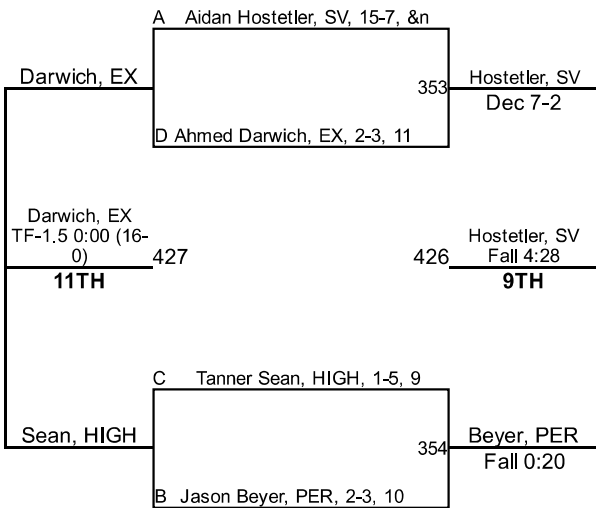 A Aidan Hostetler, SV, 15-7, &n
Darwich, EX
353
Hostetler, SV
Dec 7-2
D Ahmed Darwich, EX, 2-3, 11
Darwich, EX
TF-1.5 0:00 (16-
0)
427
11TH
426
Hostetler, SV
Fall 4:28
9TH
C Tanner Sean, HIGH, 1-5, 9
Sean, HIGH
354
Beyer, PER
Fall 0:20
B Jason Beyer, PER, 2-3, 10